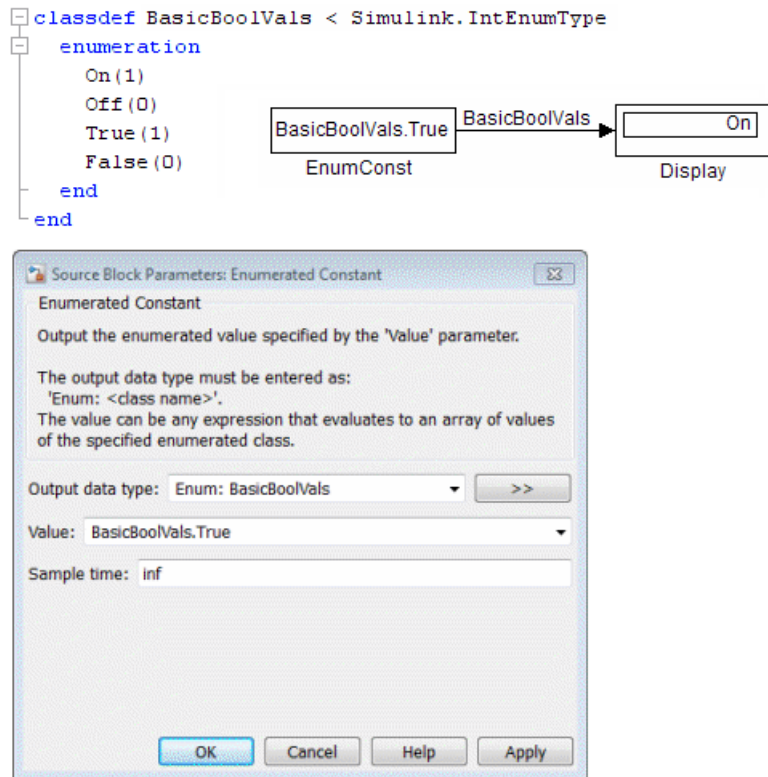 classdef BasicBoolVals < Simulink.IntEnumType
enumeration
On(1)
Off(0)
True(1)
False(0)
end
end
BasicBoolVals.True
BasicBoolVals
On
EnumConst
Display
Source Block Parameters: Enumerated Constant
Enumerated Constant
Output the enumerated value specified by the 'Value' parameter.
The output data type must be entered as:
'Enum: <class name>'.
The value can be any expression that evaluates to an array of values
of the specified enumerated class.
Output data type: Enum: BasicBoolVals >>
Value: BasicBoolVals.True
Sample time: inf
OK Cancel Help Apply